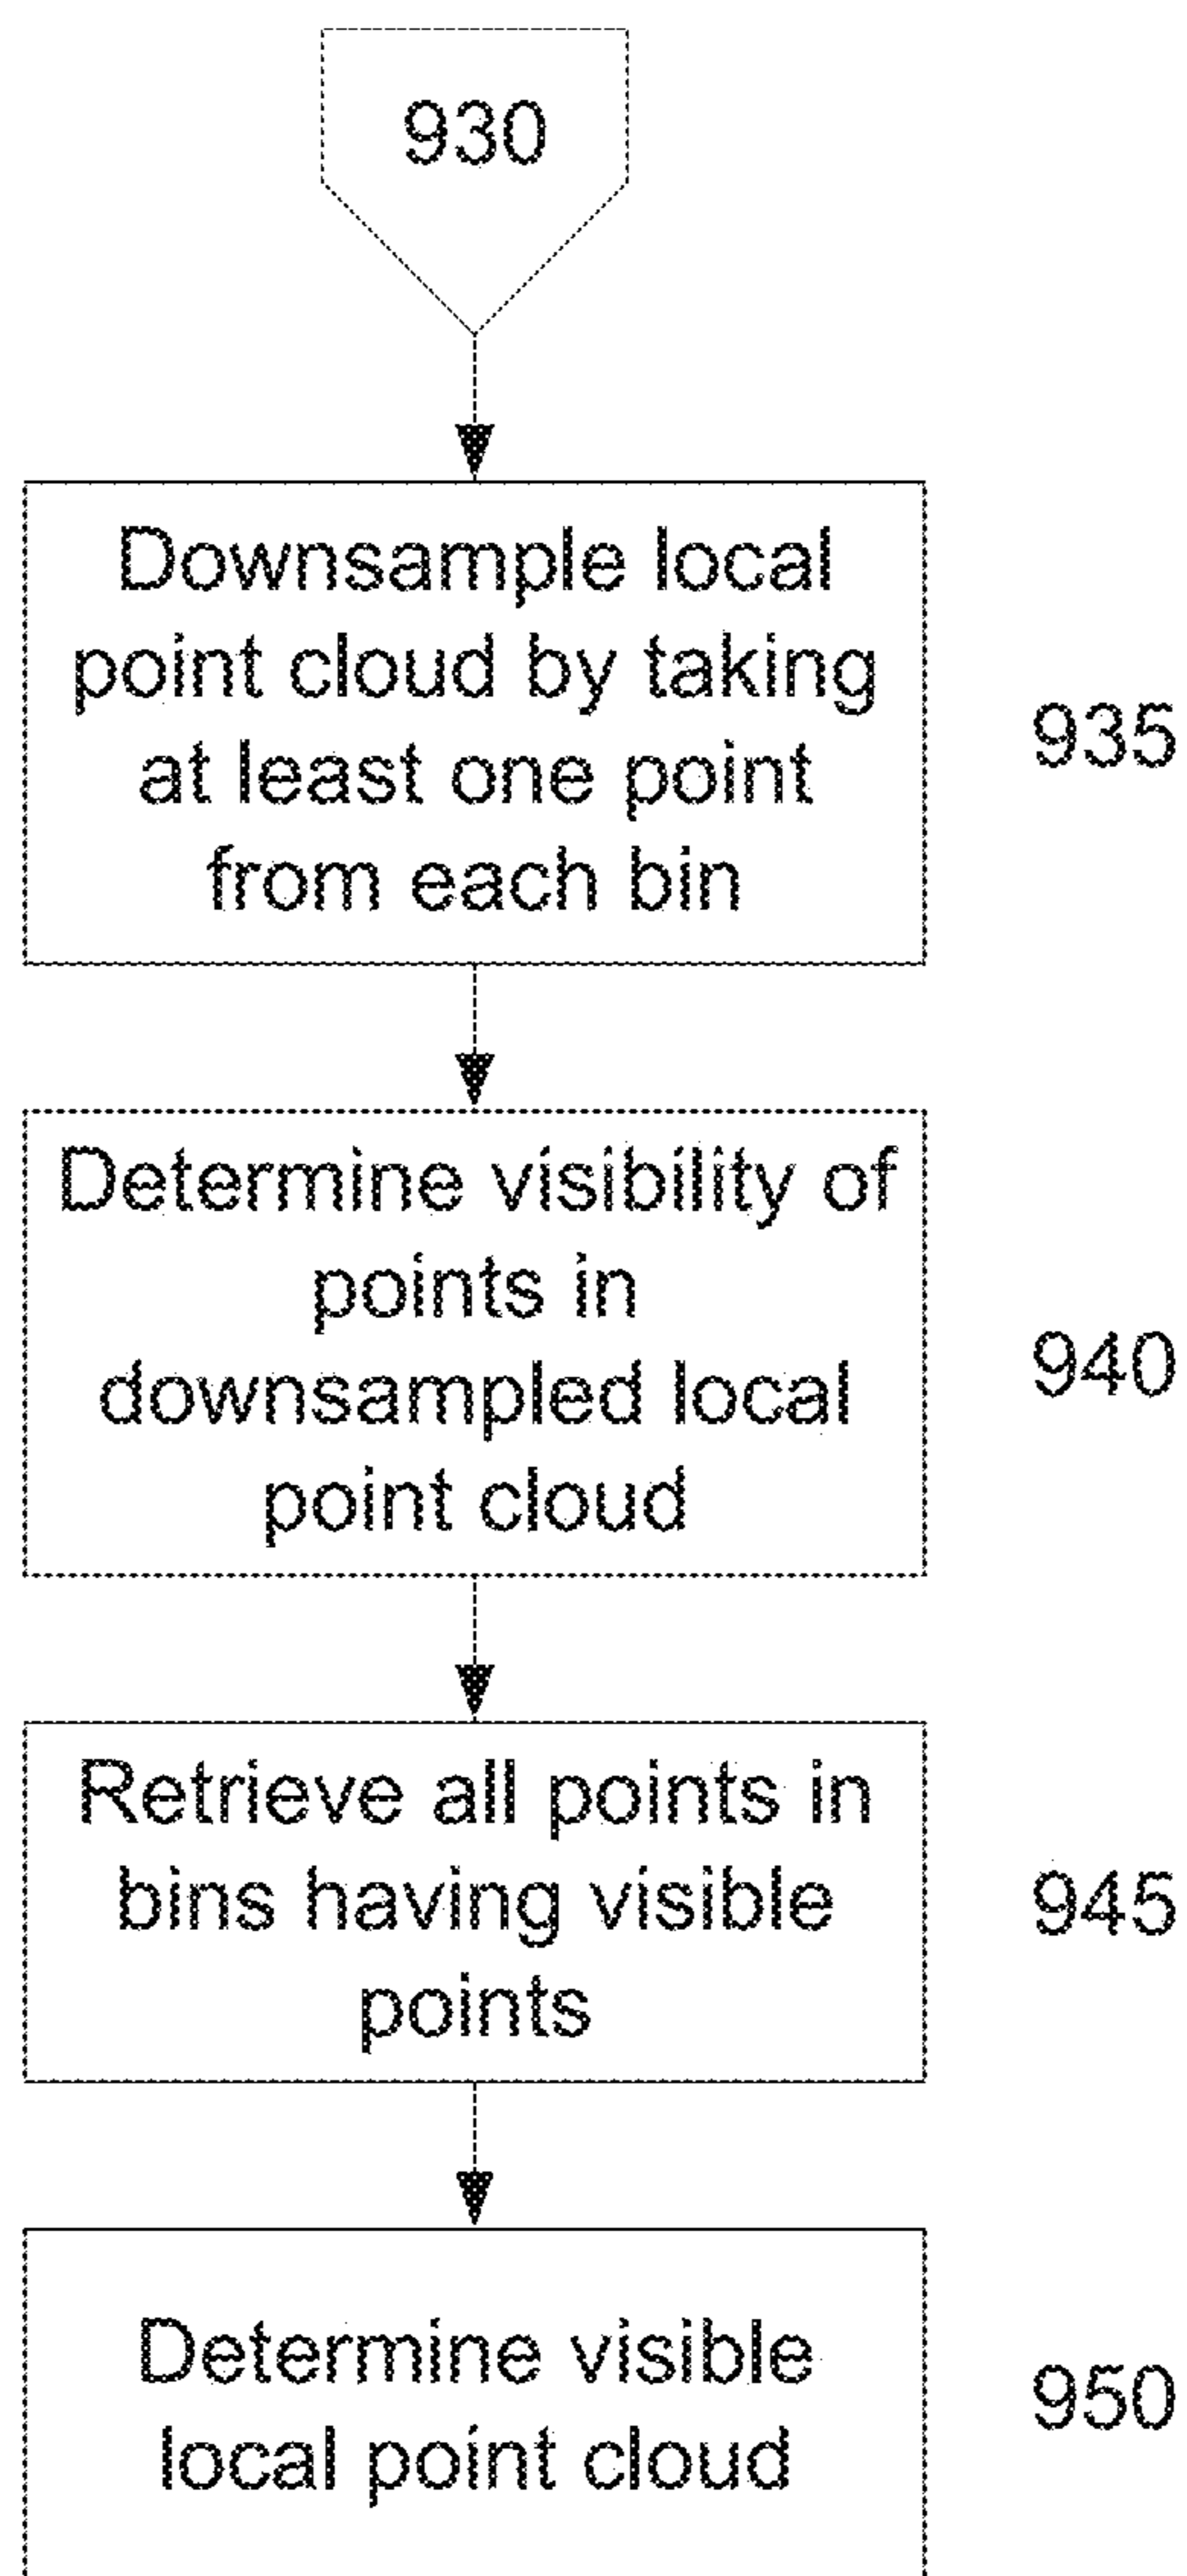 930
Downsample local
point cloud by taking
at least one point
from each bin
935
Determine visibility of
points in
downsampled local
point cloud
940
Retrieve all points in
bins having visible
points
945
Determine visible
local point cloud
950